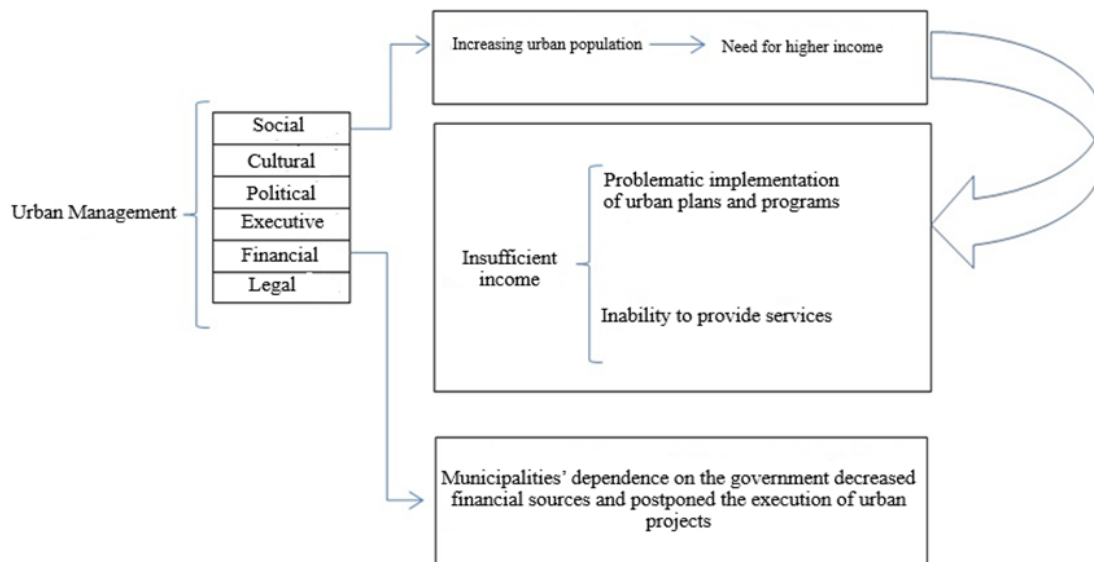 Urban Management
Social
Cultural
Political
Executive
Financial
Legal
Increasing urban population
Need for higher income
Insufficient
income
Problematic implementation
of urban plans and programs
Inability to provide services
Municipalities’ dependence on the government decreased
financial sources and postponed the execution of urban
projects